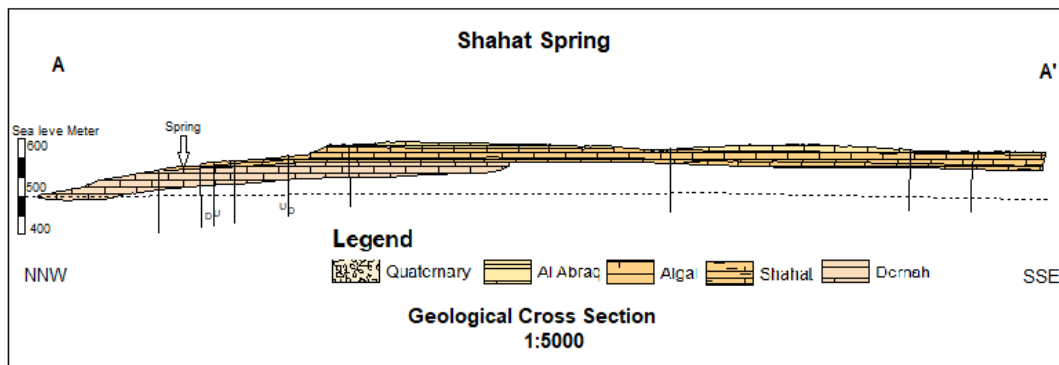 Shahat Spring
A
A'
Sea leve Meter
Spring
600
500
400
D U
U D
Legend
NNW
Quaternary
Al Abraq
Algal
Shahat
Dernah
SSE
Geological Cross Section
1:5000